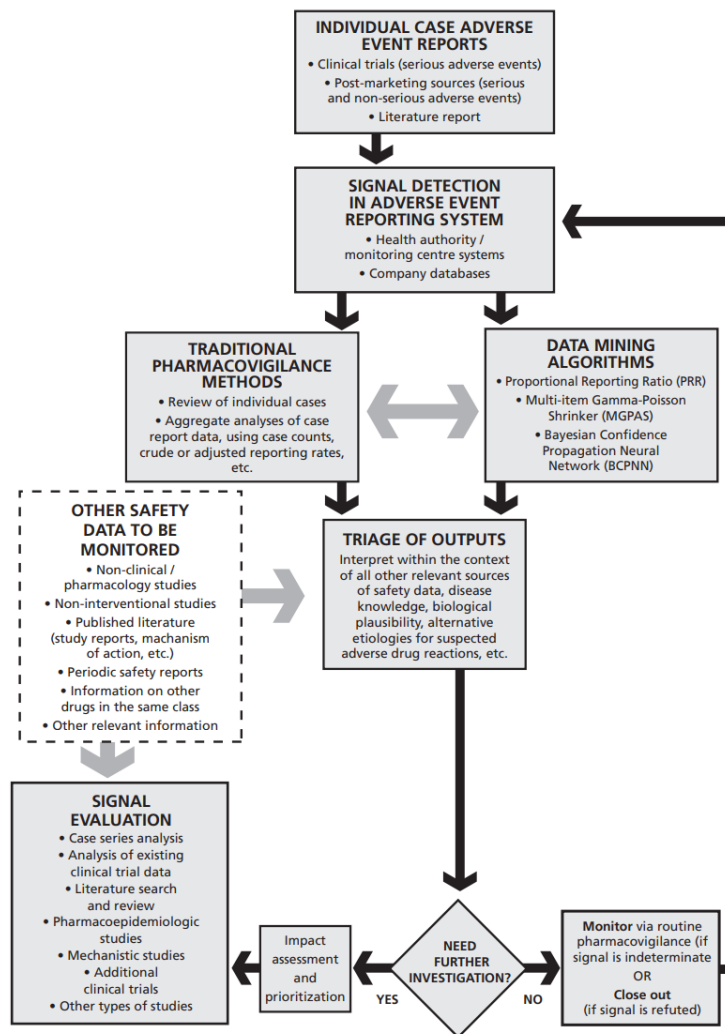 INDIVIDUAL CASE ADVERSE
EVENT REPORTS
• Clinical trials (serious adverse events)
• Post-marketing sources (serious
and non-serious adverse events)
• Literature report
SIGNAL DETECTION
IN ADVERSE EVENT
REPORTING SYSTEM
• Health authority /
monitoring centre systems
• Company databases
TRADITIONAL
PHARMACOVIGILANCE
METHODS
• Review of individual cases
• Aggregate analyses of case
report data, using case counts,
crude or adjusted reporting rates,
etc.
DATA MINING
ALGORITHMS
• Proportional Reporting Ratio (PRR)
• Multi-item Gamma-Poisson
Shrinker (MGPAS)
• Bayesian Confidence
Propagation Neural
Network (BCPNN)
OTHER SAFETY
DATA TO BE
MONITORED
• Non-clinical /
pharmacology studies
• Non-interventional studies
• Published literature
(study reports, machanism
of action, etc.)
• Periodic safety reports
• Information on other
drugs in the same class
• Other relevant information
TRIAGE OF OUTPUTS
Interpret within the context
of all other relevant sources
of safety data, disease
knowledge, biological
plausibility, alternative
etiologies for suspected
adverse drug reactions, etc.
SIGNAL
EVALUATION
• Case series analysis
• Analysis of existing
clinical trial data
• Literature search
and review
• Pharmacoepidemiologic
studies
• Mechanistic studies
• Additional
clinical trials
• Other types of studies
Impact
assessment
and
prioritization
YES
NEED
FURTHER
INVESTIGATION?
NO
Monitor via routine
pharmacovigilance (if
signal is indeterminate
OR
Close out
(if signal is refuted)